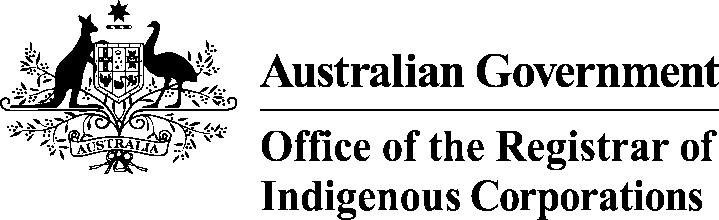 AUSTRALIA
Australian Government
Office of the Registrar of
Indigenous Corporations